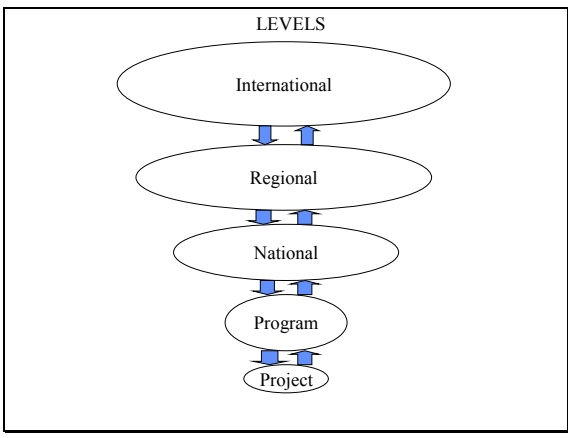 LEVELS
International
Regional
National
Program
Project